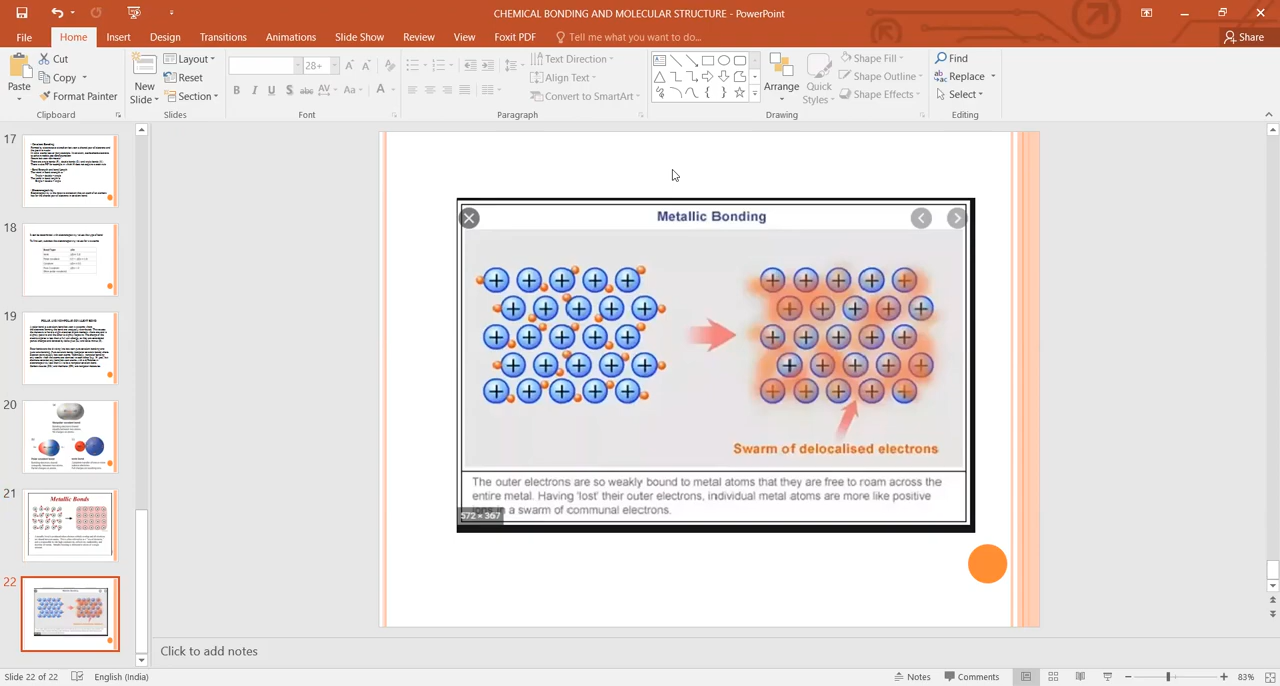 CHEMICAL BONDING AND MOLECULAR STRUCTURE - PowerPoint
File Home Insert Design Transitions Animations Slide Show Review View Foxit PDF Tell me what you want to do... Share
Paste
Cut
Copy
Format Painter
Clipboard
New Slide
Layout
Reset
Section
Slides
28+
B I U S abc AV Aa A
Font
Text Direction
Align Text
Convert to SmartArt
Paragraph
Arrange
Quick Styles
Shape Fill
Shape Outline
Shape Effects
Drawing
Find
Replace
Select
Editing
17
18
19
20
21
Metallic Bonds
22
Metallic Bonding
Swarm of delocalised electrons
The outer electrons are so weakly bound to metal atoms that they are free to roam across the
entire metal. Having 'lost' their outer electrons, individual metal atoms are more like positive
in a swarm of communal electrons.
572 × 367
Click to add notes
Slide 22 of 22 English (India) Notes Comments 83%